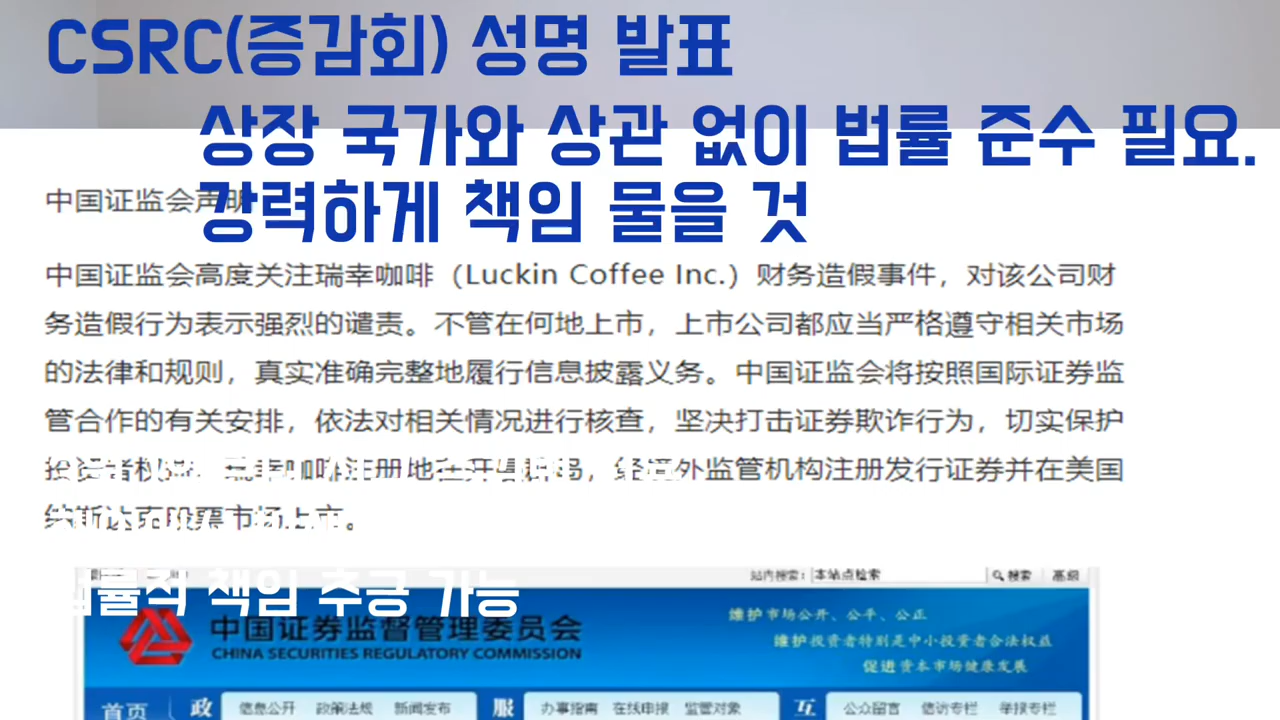 CSRC(증감회) 성명 발표
상장 국가와 상관 없이 법률 준수 필요.
강력하게 책임 물을 것
中国证监会声明
中国证监会高度关注瑞幸咖啡（Luckin Coffee Inc.）财务造假事件，对该公司财
务造假行为表示强烈的谴责。不管在何地上市，上市公司都应当严格遵守相关市场
的法律和规则，真实准确完整地履行信息披露义务。中国证监会将按照国际证券监
管合作的有关安排，依法对相关情况进行核查，坚决打击证券欺诈行为，切实保护
境外监管机构注册发行证券并在美国
市场上市。
법률적 책임 추궁 가능
站内搜索： 本站点检索 搜索 高级
中国证券监督管理委员会
CHINA SECURITIES REGULATORY COMMISSION
维护市场公开、公平、公正
维护投资者特别是中小投资者合法权益
促进资本市场健康发展
首页 政 信息公开 政策法规 新闻发布 服 办事指南 在线申报 监管对象 互 公众留言 信访专栏 举报专栏